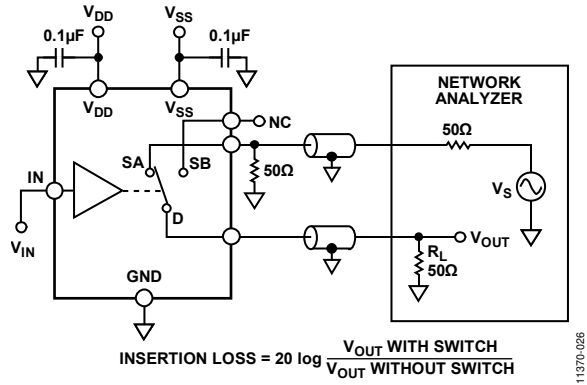 VDD
VSS
0.1µF
0.1µF
VDD
VSS
NC
NETWORK
ANALYZER
50Ω
SA
SB
50Ω
VS
IN
D
VIN
VOUT
RL
50Ω
GND
INSERTION LOSS = 20 log VOUT WITH SWITCH
VOUT WITHOUT SWITCH
11370-026